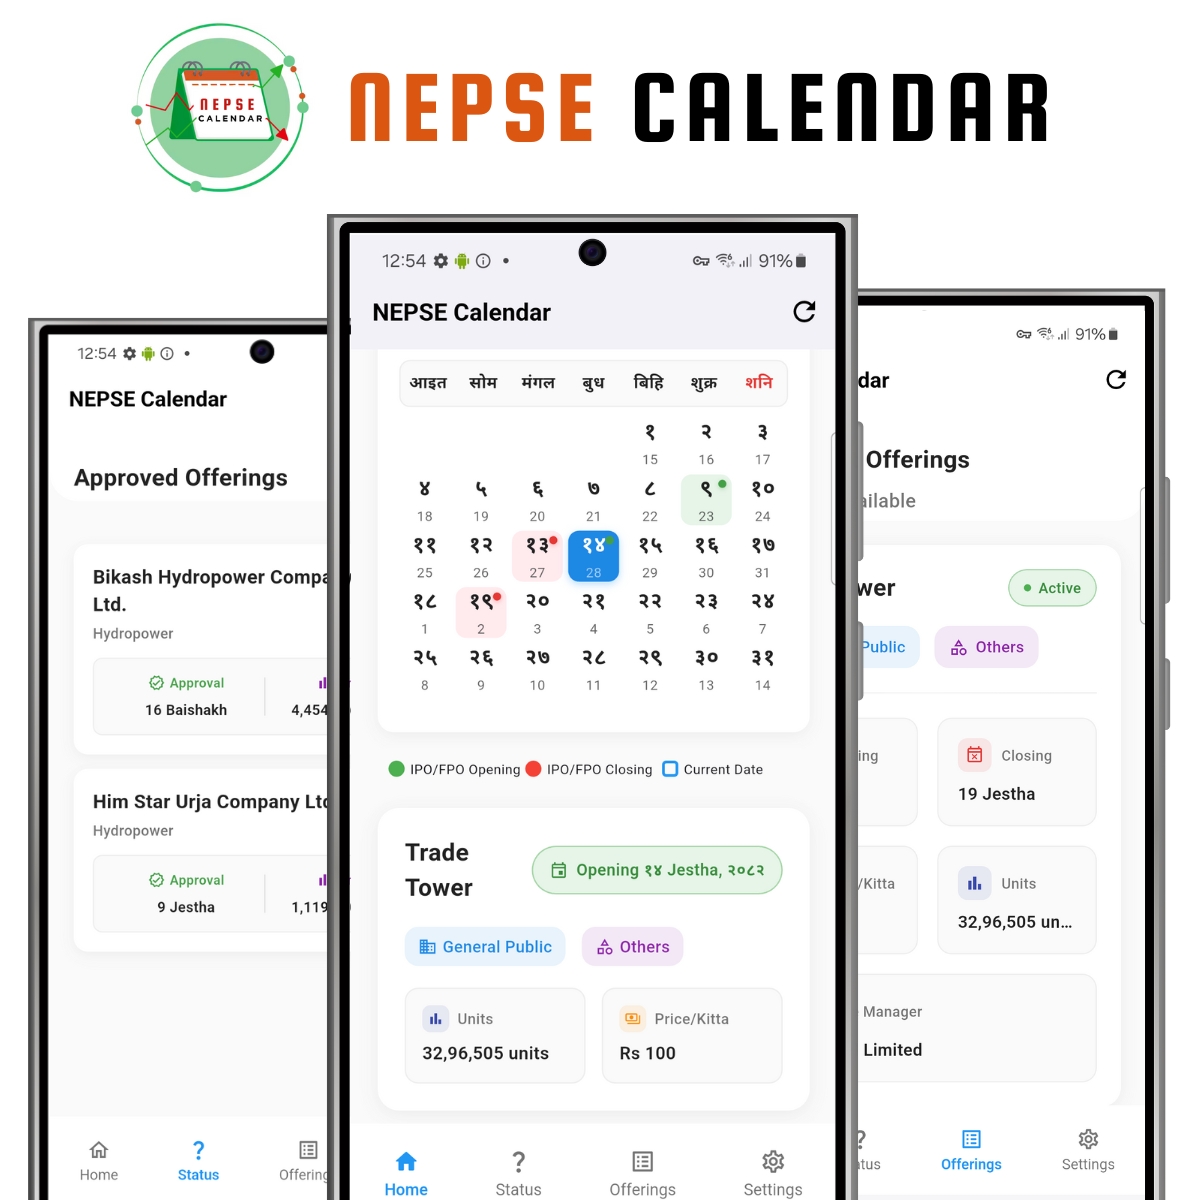 NEPSE
CALENDAR
NEPSE CALENDAR
12:54
91%
NEPSE Calendar
आइत सोम मंगल बुध बिहि शुक्र शनि
१ २ ३
15 16 17
४ ५ ६ ७ ८ ९ १०
18 19 20 21 22 23 24
११ १२ १३ १४ १५ १६ १७
25 26 27 28 29 30 31
१८ १९ २० २१ २२ २३ २४
1 2 3 4 5 6 7
२५ २६ २७ २८ २९ ३० ३१
8 9 10 11 12 13 14
IPO/FPO Opening IPO/FPO Closing Current Date
Trade
Tower
Opening १४ Jestha, २०८२
General Public Others
Units Price/Kitta
32,96,505 units Rs 100
Home Status Offerings Settings
12:54
NEPSE Calendar
Approved Offerings
Bikash Hydropower Compa
Ltd.
Hydropower
Approval
16 Baishakh 4,454
Him Star Urja Company Ltd
Hydropower
Approval
9 Jestha 1,119
Home Status Offering
91%
dar
Offerings
ailable
wer Active
Public Others
ing Closing
19 Jestha
/Kitta Units
32,96,505 un...
Manager
Limited
tus Offerings Settings